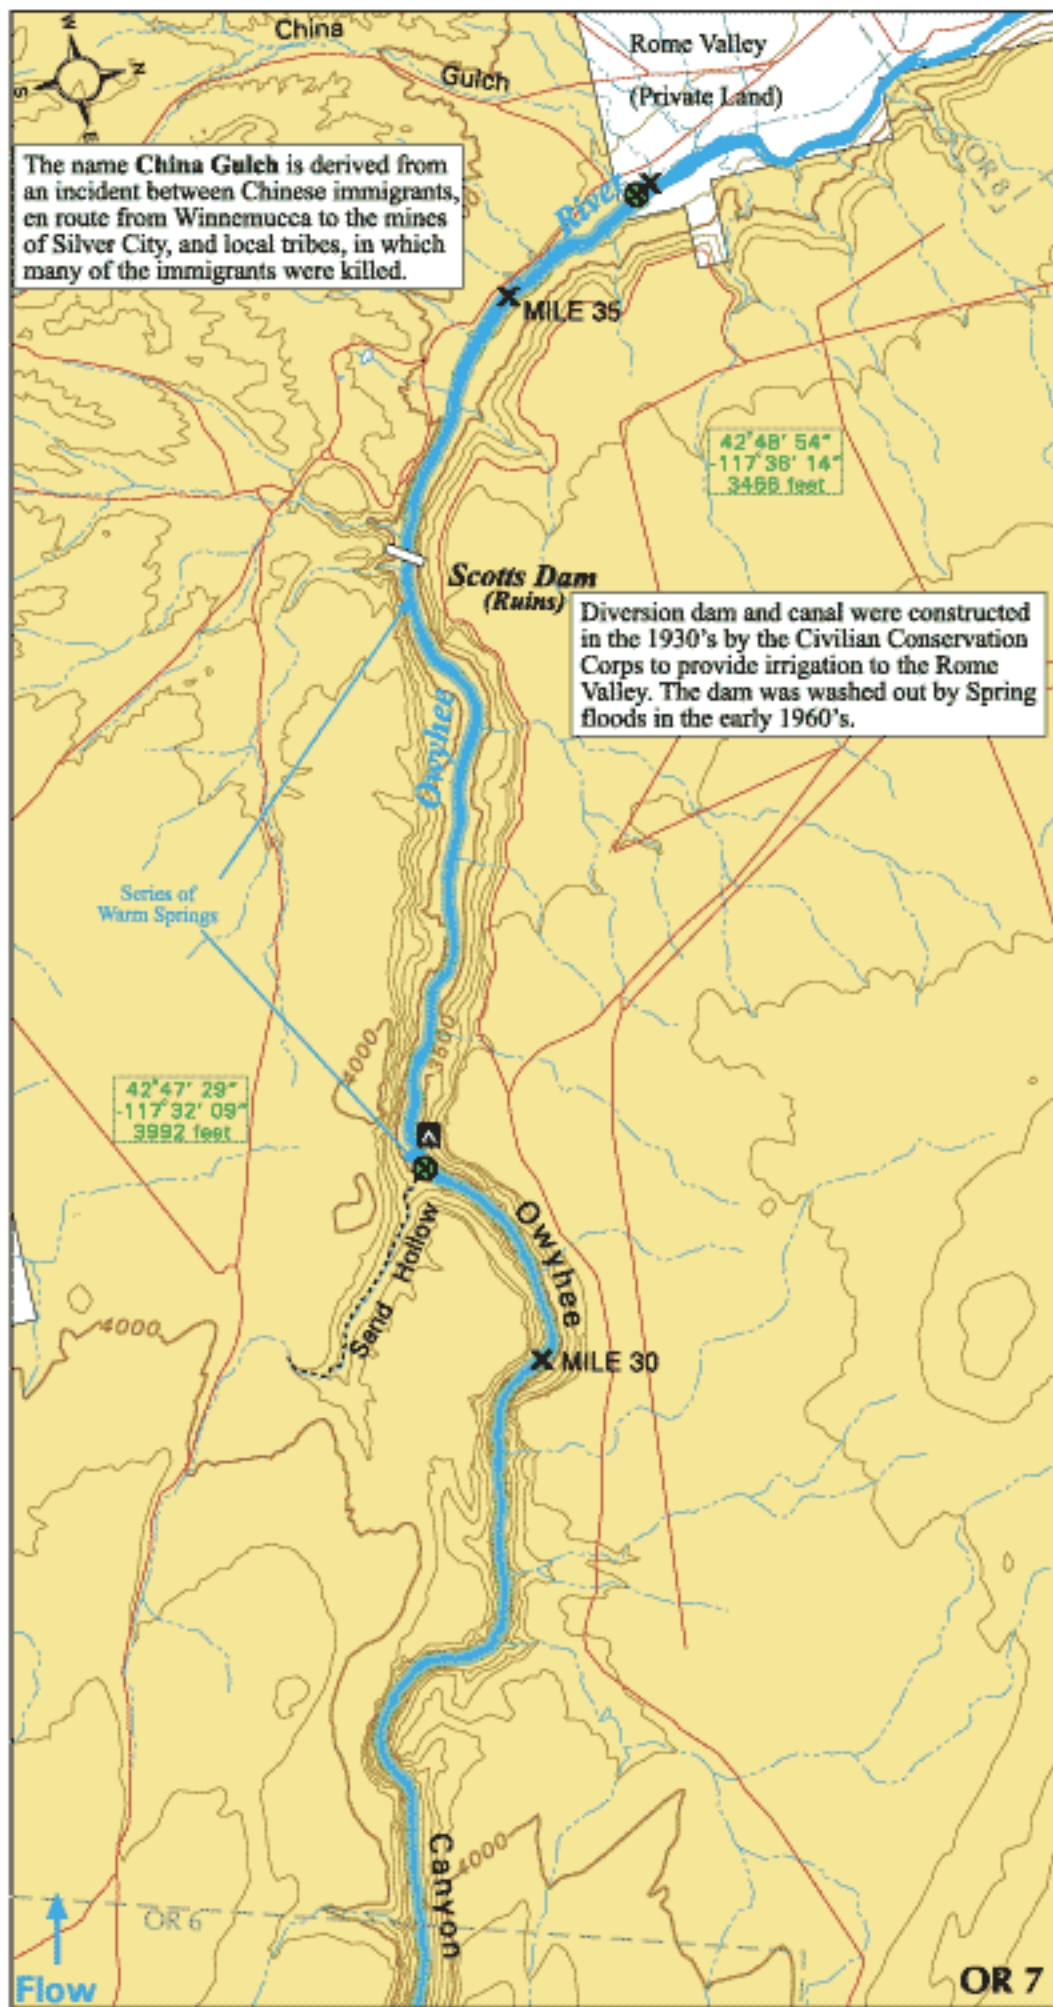 China
Gulch
Rome Valley
(Private Land)
W
N
S
E
The name China Gulch is derived from
an incident between Chinese immigrants,
en route from Winnemucca to the mines
of Silver City, and local tribes, in which
many of the immigrants were killed.
OR 8
River
MILE 35
42°48' 54"
-117°38' 14"
3466 feet
Scotts Dam
(Ruins)
Diversion dam and canal were constructed
in the 1930's by the Civilian Conservation
Corps to provide irrigation to the Rome
Valley. The dam was washed out by Spring
floods in the early 1960's.
Owyhee
Series of
Warm Springs
4000
3600
42°47' 29"
-117°32' 09"
3992 feet
Owyhee
Sand Hollow
4000
MILE 30
Canyon
4000
OR 6
Flow
OR 7